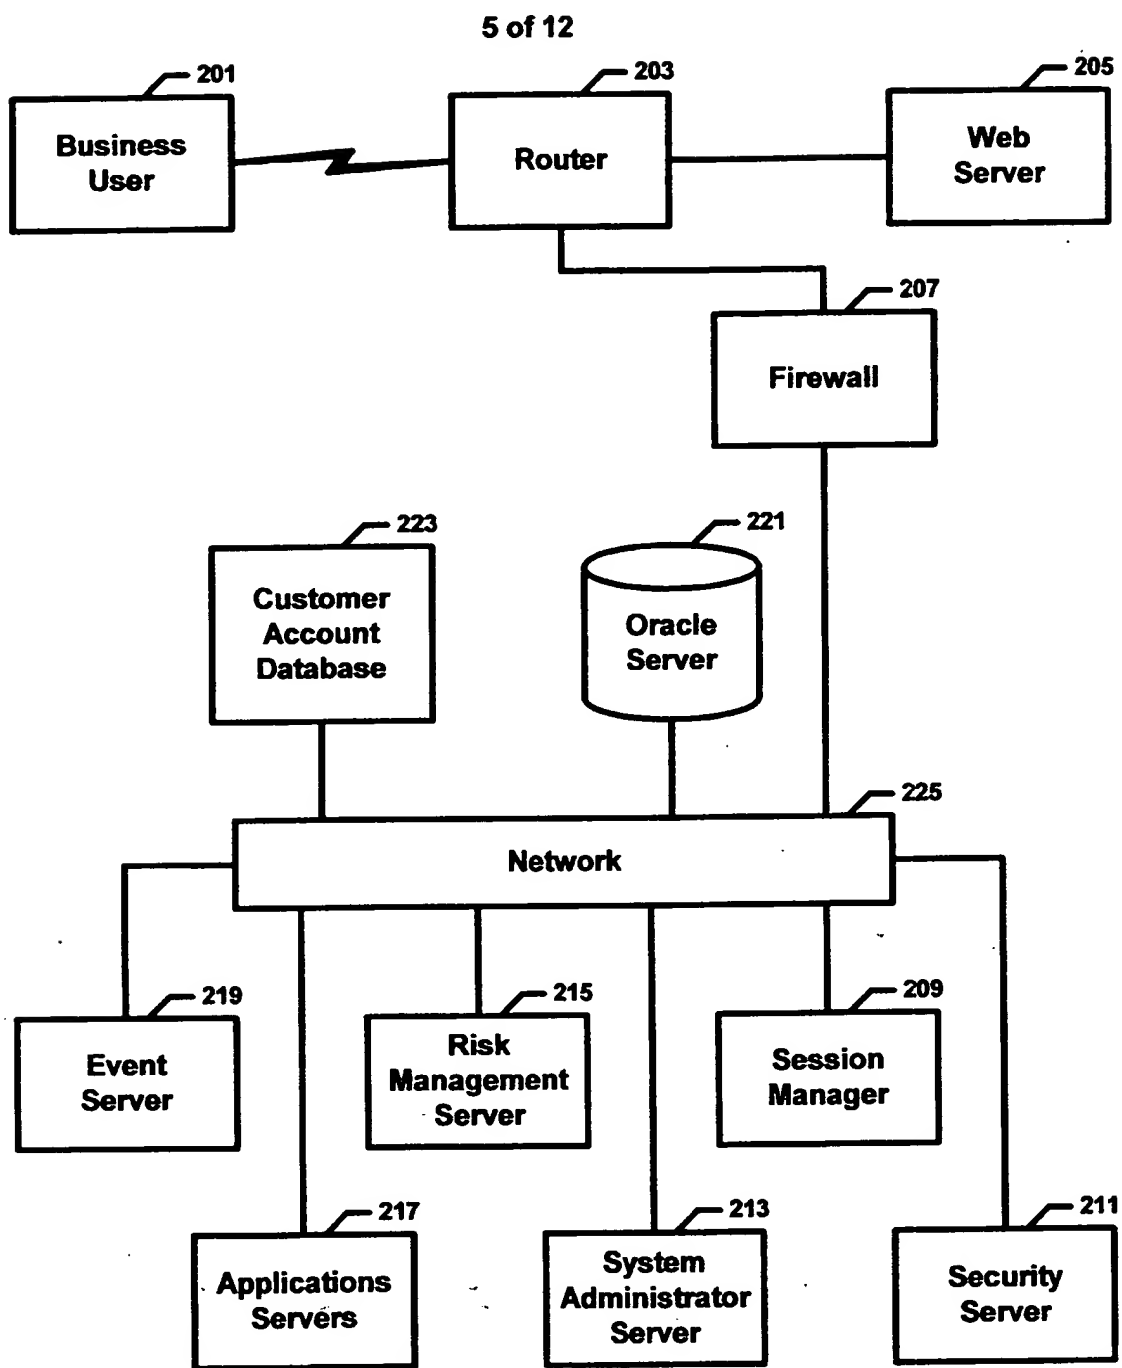 5 of 12
201
Business
User
203
Router
205
Web
Server
207
Firewall
223
Customer
Account
Database
221
Oracle
Server
225
Network
219
Event
Server
215
Risk
Management
Server
209
Session
Manager
217
Applications
Servers
213
System
Administrator
Server
211
Security
Server